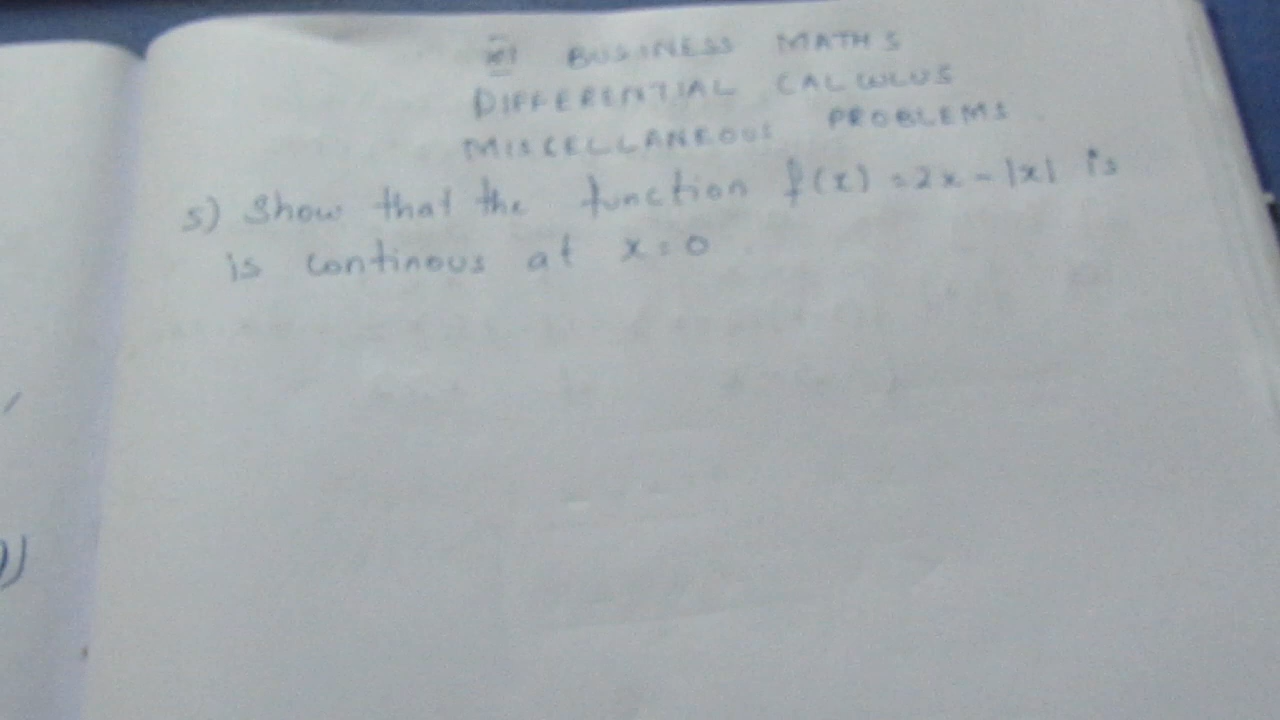 XI BUSINESS MATHS
DIFFERENTIAL CALCULUS
MISCELLANEOUS PROBLEMS
5) Show that the function f(x) = 2x - |x| is
is continous at x = 0.